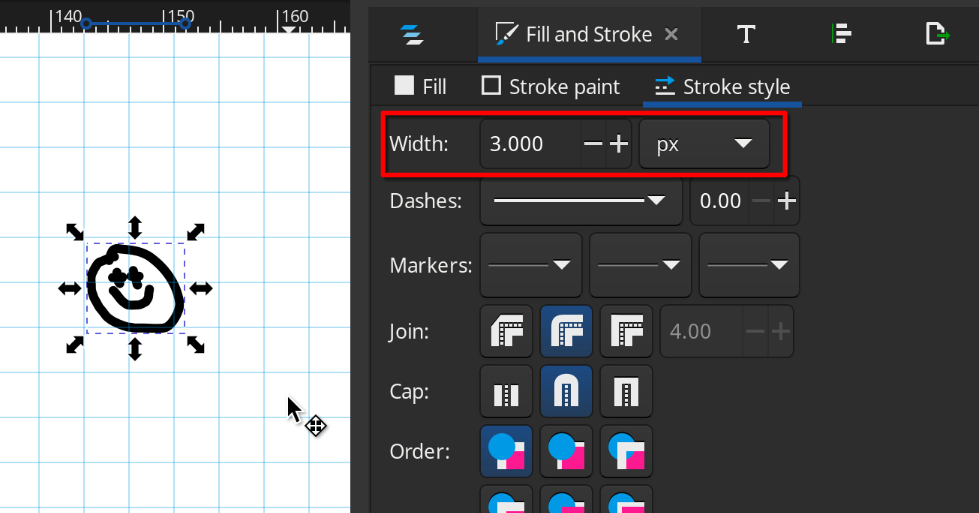 140 150 160
Fill and Stroke
Fill Stroke paint Stroke style
Width: 3.000 px
Dashes: 0.00
Markers:
Join: 4.00
Cap:
Order: